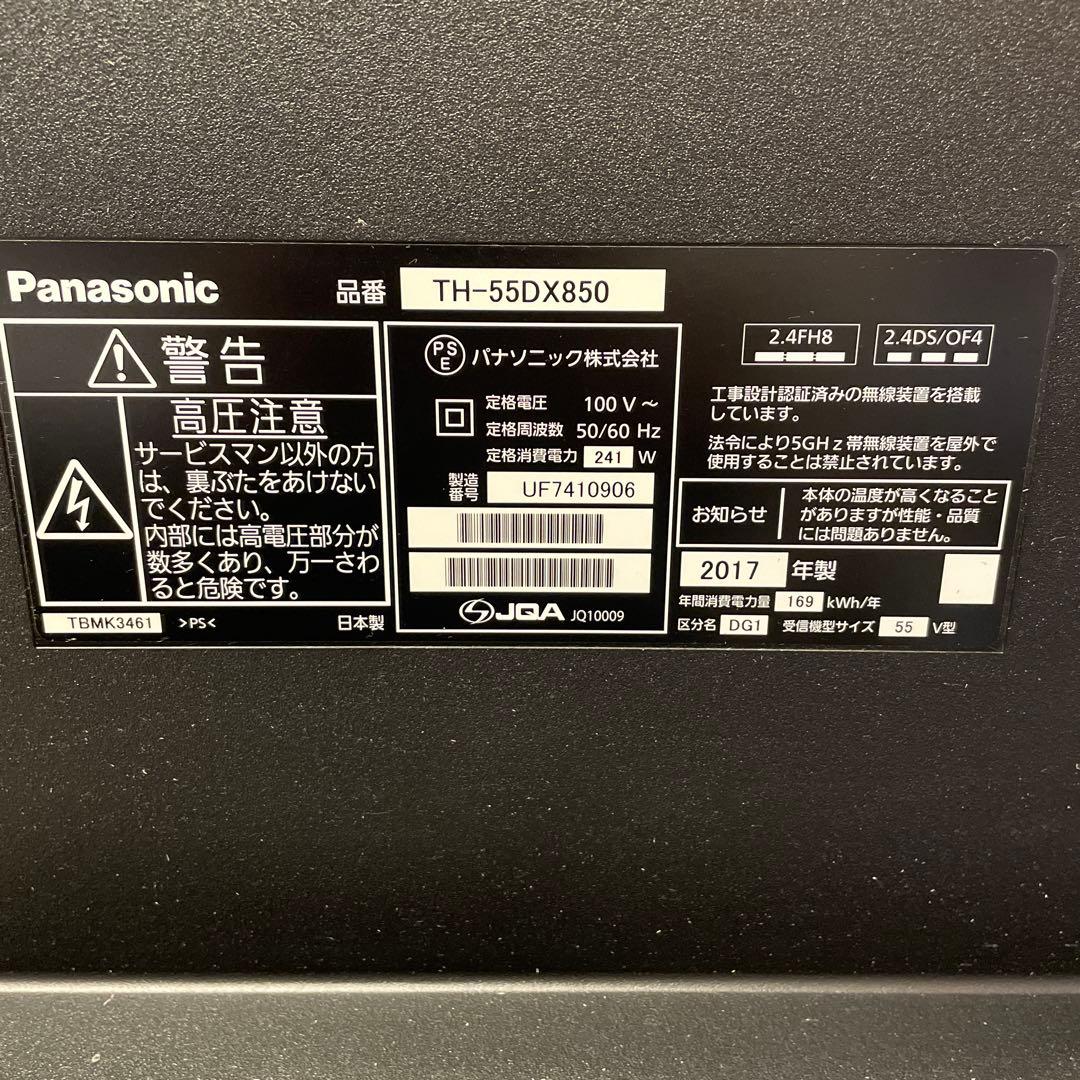 Panasonic
品番 TH-55DX850
警告
高圧注意
サービスマン以外の方
は、裏ぶたをあけない
でください。
内部には高電圧部分が
数多くあり、万一さわ
ると危険です。
TBMK3461 >PS< 日本製
PSE パナソニック株式会社
定格電圧 100 V ～
定格周波数 50/60 Hz
定格消費電力 241 W
製造
番号 UF7410906
JQA JQ10009
2.4FH8 2.4DS/OF4
工事設計認証済みの無線装置を搭載
しています。
法令により5GHz帯無線装置を屋外で
使用することは禁止されています。
お知らせ
本体の温度が高くなること
がありますが性能・品質
には問題ありません。
2017 年製
年間消費電力量 169 kWh/年
区分名 DG1 受信機型サイズ 55 V型